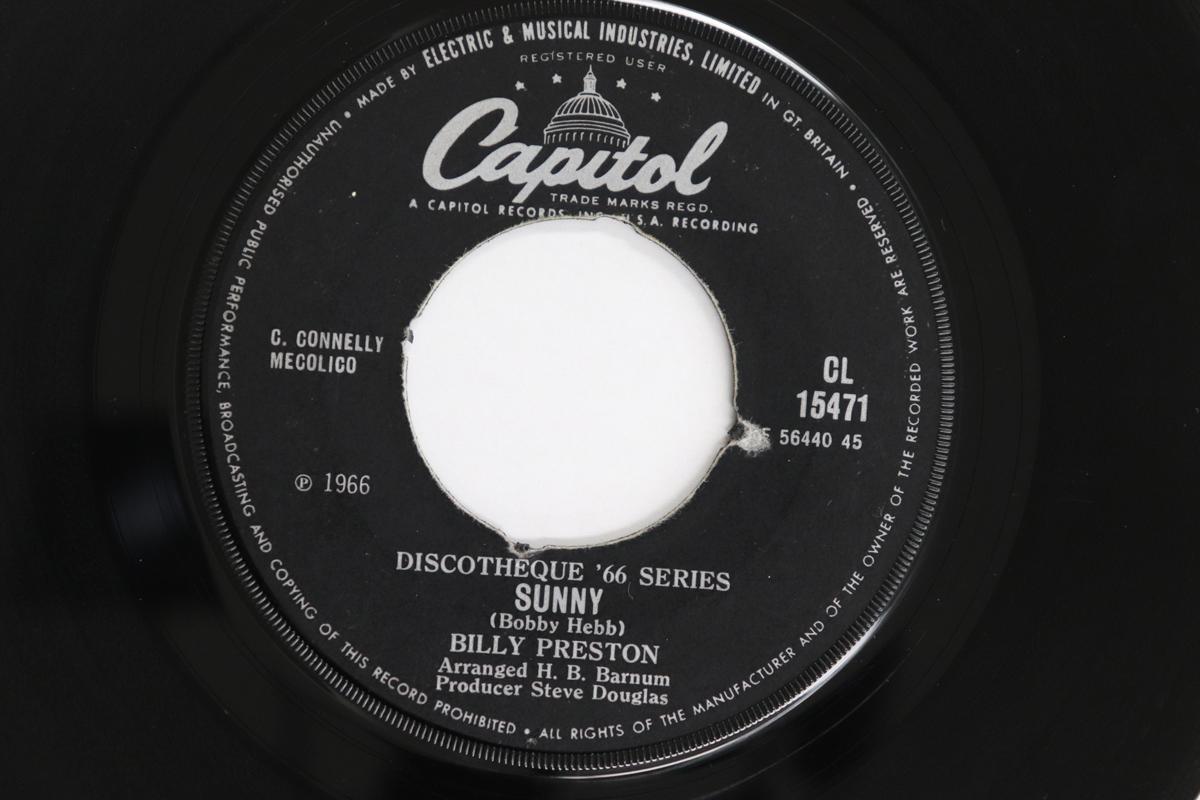 UNAUTHORISED PUBLIC PERFORMANCE, BROADCASTING AND COPYING OF THIS RECORD PROHIBITED • ALL RIGHTS OF THE MANUFACTURER AND OF THE OWNER OF THE RECORDED WORK ARE RESERVED • MADE BY ELECTRIC & MUSICAL INDUSTRIES, LIMITED IN GT. BRITAIN •
REGISTERED USER
Capitol
TRADE MARKS REGD.
A CAPITOL RECORDS, INC., U.S.A. RECORDING
C. CONNELLY
MECOLICO
CL
15471
56440 45
℗ 1966
DISCOTHEQUE '66 SERIES
SUNNY
(Bobby Hebb)
BILLY PRESTON
Arranged H. B. Barnum
Producer Steve Douglas